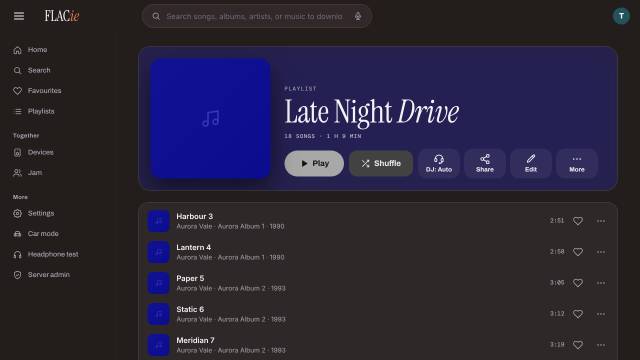 FLACie
Search songs, albums, artists, or music to downlo
T
Home
Search
Favourites
Playlists
Together
Devices
Jam
More
Settings
Car mode
Headphone test
Server admin
PLAYLIST
Late Night Drive
18 SONGS · 1 H 9 MIN
Play
Shuffle
DJ: Auto
Share
Edit
More
Harbour 3
Aurora Vale · Aurora Album 1 · 1990
2:51
Lantern 4
Aurora Vale · Aurora Album 1 · 1990
2:58
Paper 5
Aurora Vale · Aurora Album 2 · 1993
3:05
Static 6
Aurora Vale · Aurora Album 2 · 1993
3:12
Meridian 7
Aurora Vale · Aurora Album 2 · 1993
3:19